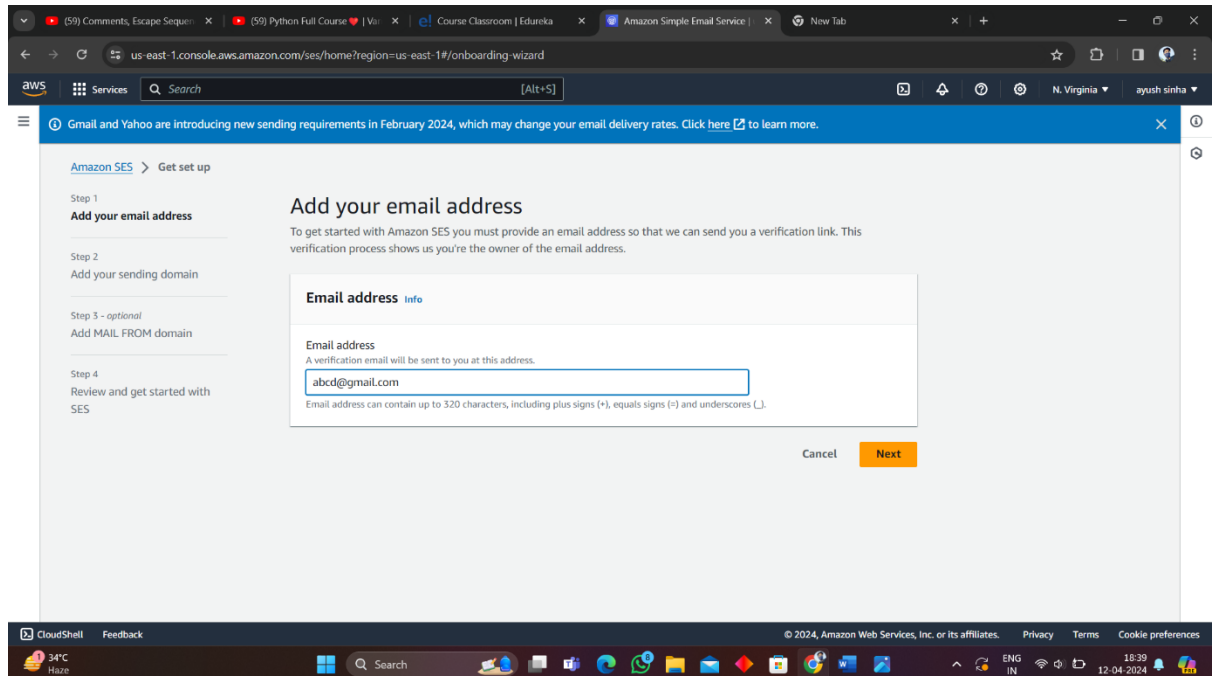 (59) Comments, Escape Sequen
(59) Python Full Course❤️ | Var
Course Classroom | Edureka
Amazon Simple Email Service |
New Tab
us-east-1.console.aws.amazon.com/ses/home?region=us-east-1#/onboarding-wizard
aws
Services
Search
[Alt+S]
N. Virginia
ayush sinha
Gmail and Yahoo are introducing new sending requirements in February 2024, which may change your email delivery rates. Click here to learn more.
Amazon SES > Get set up
Step 1
Add your email address
Step 2
Add your sending domain
Step 3 - optional
Add MAIL FROM domain
Step 4
Review and get started with
SES
Add your email address
To get started with Amazon SES you must provide an email address so that we can send you a verification link. This
verification process shows us you're the owner of the email address.
Email address Info
Email address
A verification email will be sent to you at this address.
abcd@gmail.com
Email address can contain up to 320 characters, including plus signs (+), equals signs (=) and underscores (_).
Cancel
Next
CloudShell
Feedback
© 2024, Amazon Web Services, Inc. or its affiliates.
Privacy
Terms
Cookie preferences
1
34°C
Haze
Search
8
ENG
IN
18:39
12-04-2024
PRE